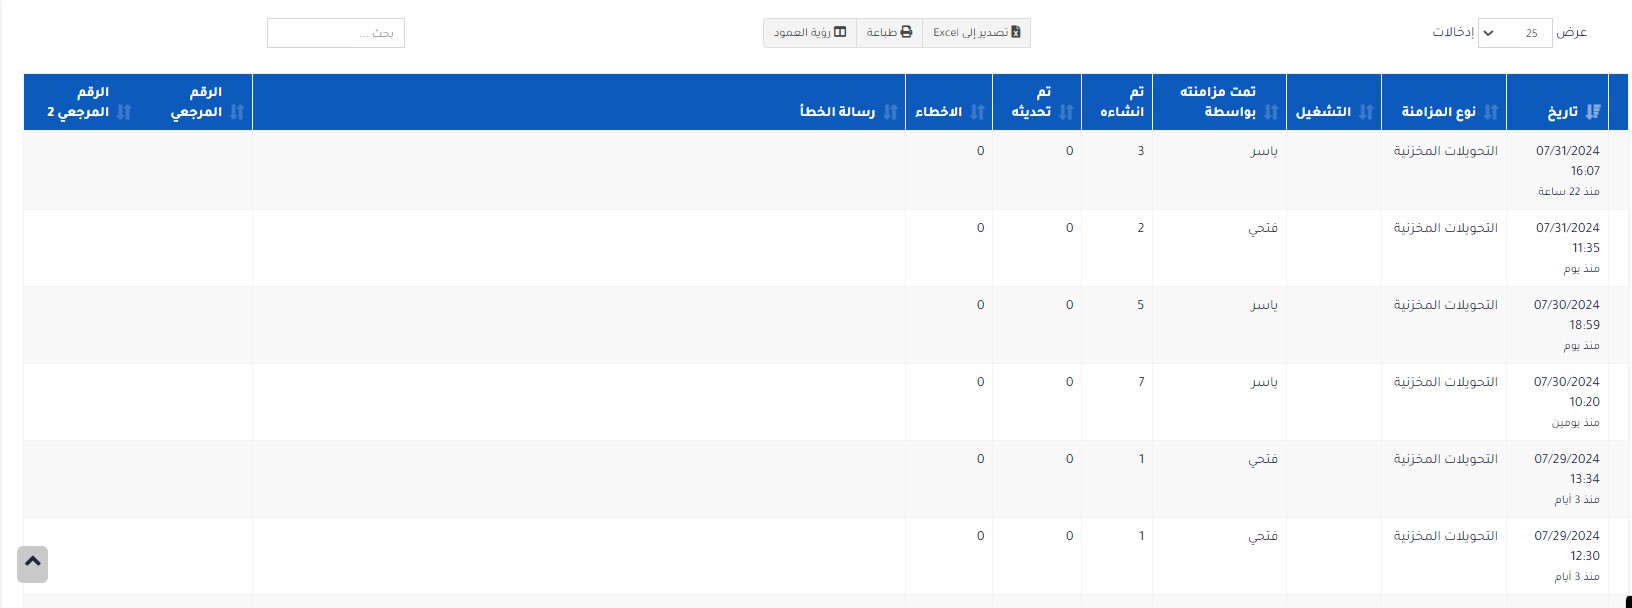 عرض 25 إدخالات
تصدير إلى Excel طباعة رؤية العمود
بحث ...
تاريخ نوع المزامنة التشغيل تمت مزامنته بواسطة تم انشاءه تم تحديثه الاخطاء رسالة الخطأ الرقم المرجعي الرقم المرجعي 2
07/31/2024 التحويلات المخزنية ياسر 3 0 0
16:07
منذ 22 ساعة
07/31/2024 التحويلات المخزنية فتحي 2 0 0
11:35
منذ يوم
07/30/2024 التحويلات المخزنية ياسر 5 0 0
18:59
منذ يوم
07/30/2024 التحويلات المخزنية ياسر 7 0 0
10:20
منذ يومين
07/29/2024 التحويلات المخزنية فتحي 1 0 0
13:34
منذ 3 أيام
07/29/2024 التحويلات المخزنية فتحي 1 0 0
12:30
منذ 3 أيام